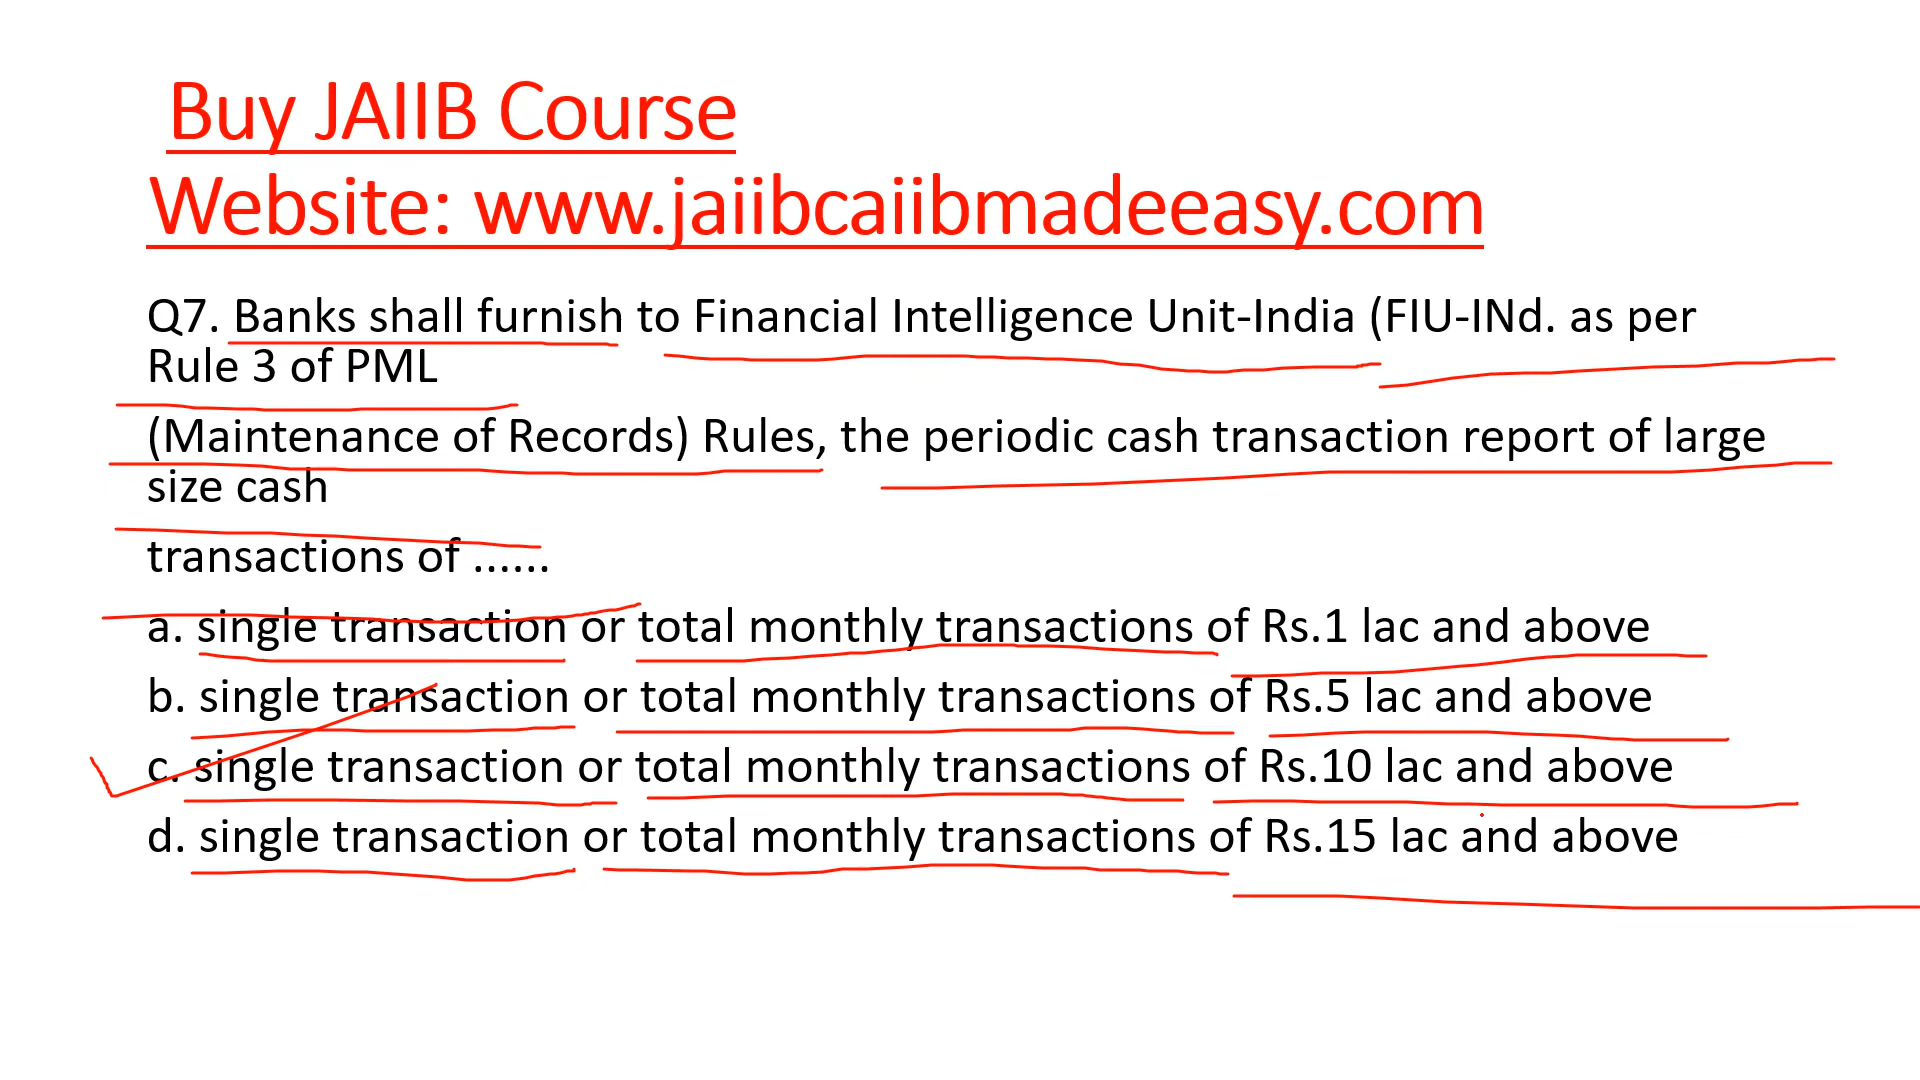 Buy JAIIB Course
Website: www.jaiibcaiibmadeeasy.com
Q7. Banks shall furnish to Financial Intelligence Unit-India (FIU-INd. as per
Rule 3 of PML
(Maintenance of Records) Rules, the periodic cash transaction report of large
size cash
transactions of ......
a. single transaction or total monthly transactions of Rs.1 lac and above
b. single transaction or total monthly transactions of Rs.5 lac and above
c. single transaction or total monthly transactions of Rs.10 lac and above
d. single transaction or total monthly transactions of Rs.15 lac and above